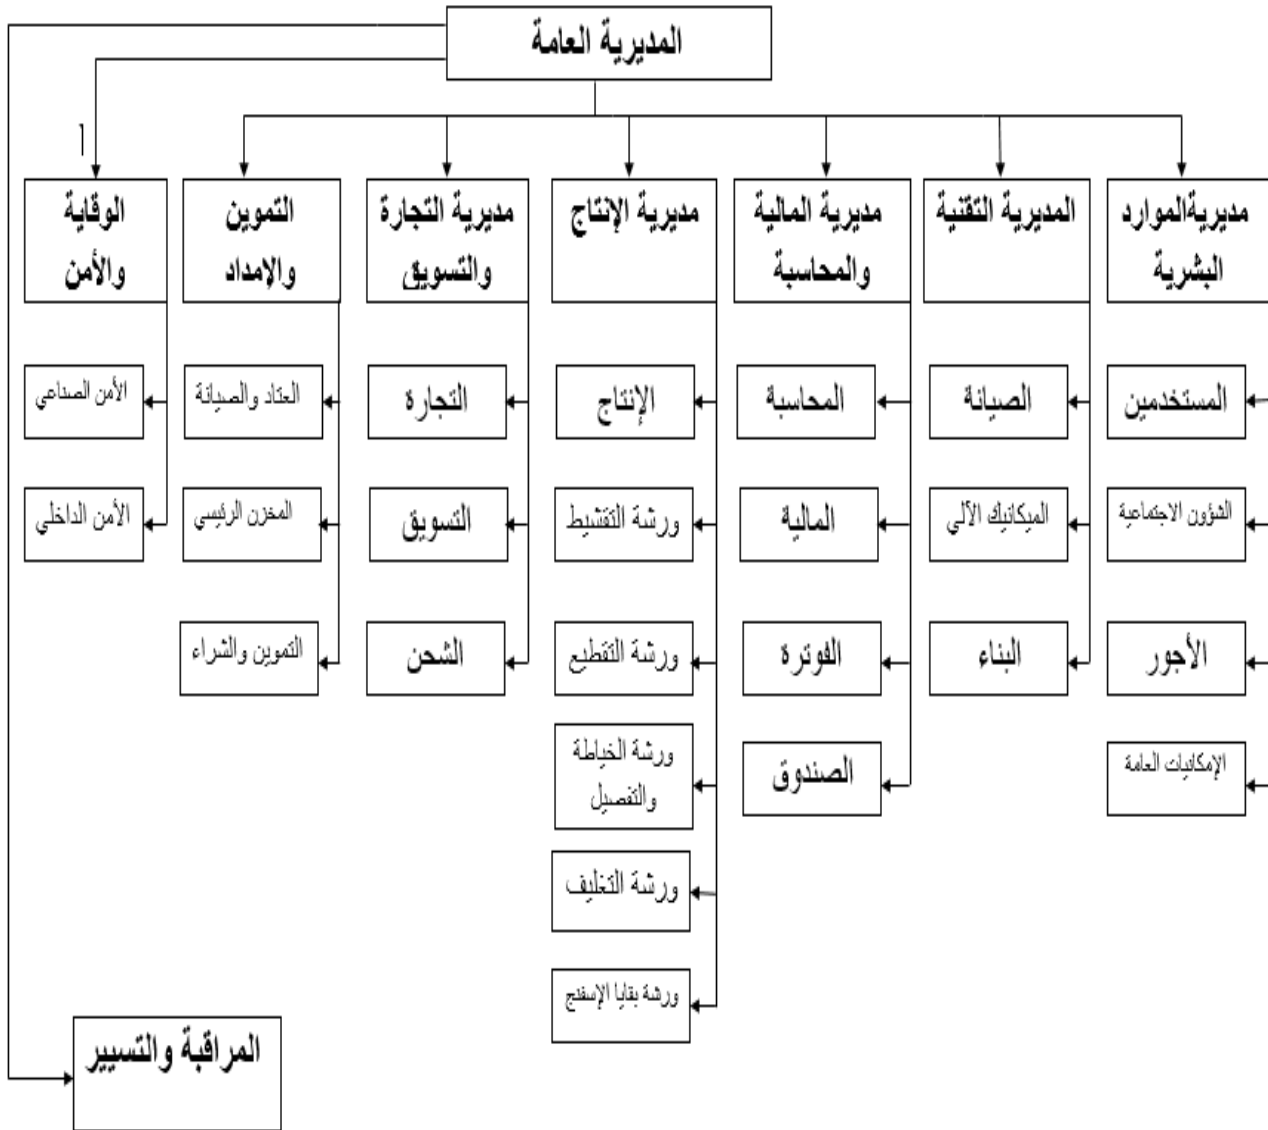 المديرية العامة
أ
مديريةالموارد
البشرية
المديرية التقنية
مديرية المالية
والمحاسبة
مديرية الإنتاج
مديرية التجارة
والتسويق
التموين
والإمداد
الوقاية
والأمن
المستخدمين
الصيانة
المحاسبة
الإنتاج
التجارة
العتاد والصيانة
الأمن الصناعي
الشؤون الاجتماعية
الميكانيك الآلي
المالية
ورشة التقشيط
التسويق
المخزن الرئيسي
الأمن الداخلي
الأجور
البناء
الفوترة
ورشة التقطيع
الشحن
التموين والشراء
الإمكانيات العامة
الصندوق
ورشة الخياطة
والتفصيل
ورشة التغليف
ورشة بقايا الإسفنج
المراقبة والتسيير